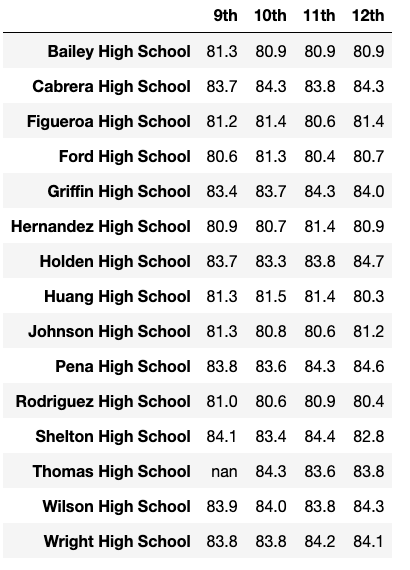 9th 10th 11th 12th
Bailey High School 81.3 80.9 80.9 80.9
Cabrera High School 83.7 84.3 83.8 84.3
Figueroa High School 81.2 81.4 80.6 81.4
Ford High School 80.6 81.3 80.4 80.7
Griffin High School 83.4 83.7 84.3 84.0
Hernandez High School 80.9 80.7 81.4 80.9
Holden High School 83.7 83.3 83.8 84.7
Huang High School 81.3 81.5 81.4 80.3
Johnson High School 81.3 80.8 80.6 81.2
Pena High School 83.8 83.6 84.3 84.6
Rodriguez High School 81.0 80.6 80.9 80.4
Shelton High School 84.1 83.4 84.4 82.8
Thomas High School nan 84.3 83.6 83.8
Wilson High School 83.9 84.0 83.8 84.3
Wright High School 83.8 83.8 84.2 84.1